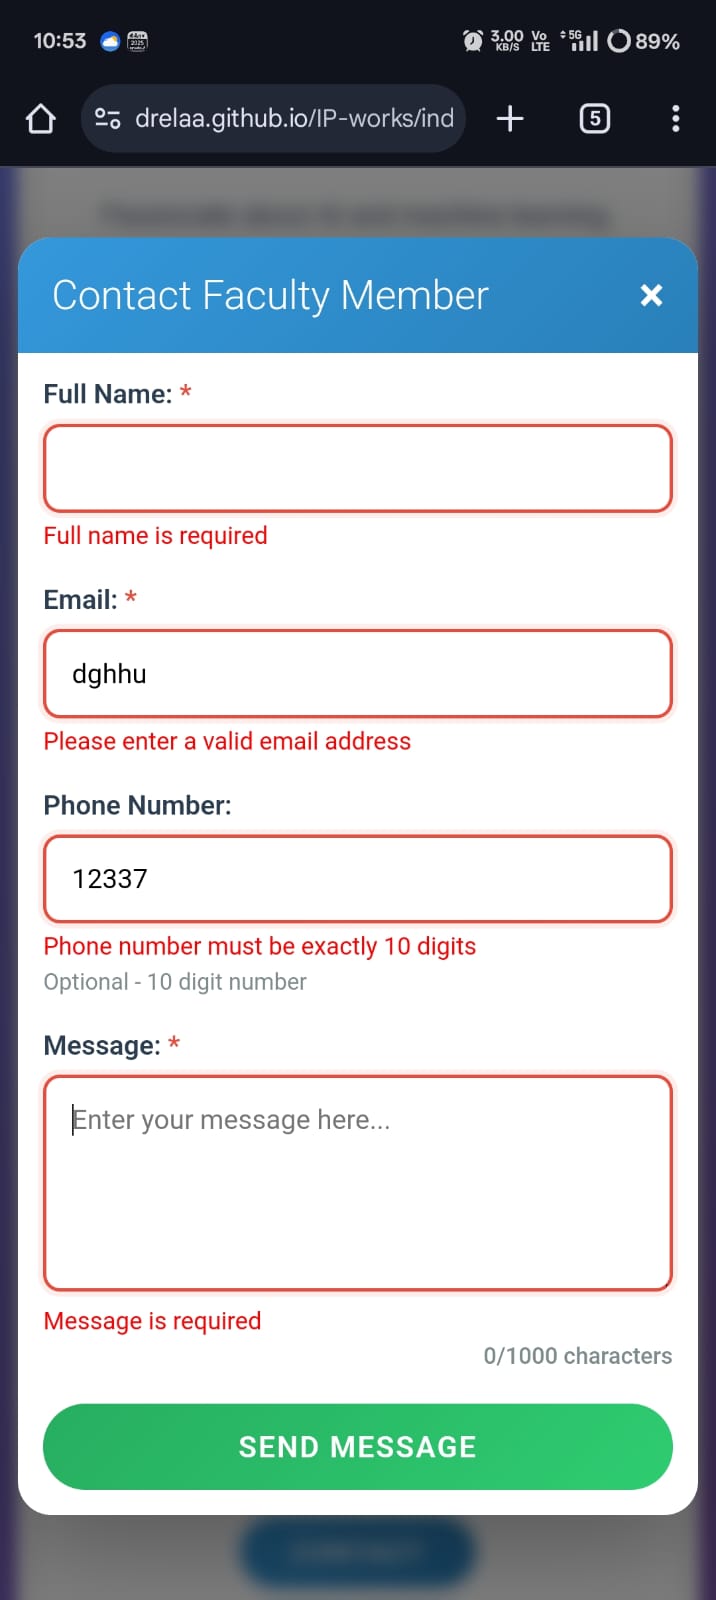 10:53
3.00 KB/S Vo LTE 5G 89%
drelaa.github.io/IP-works/ind
5
Contact Faculty Member ×
Full Name: *
Full name is required
Email: *
dghhu
Please enter a valid email address
Phone Number:
12337
Phone number must be exactly 10 digits
Optional - 10 digit number
Message: *
Enter your message here...
Message is required
0/1000 characters
SEND MESSAGE